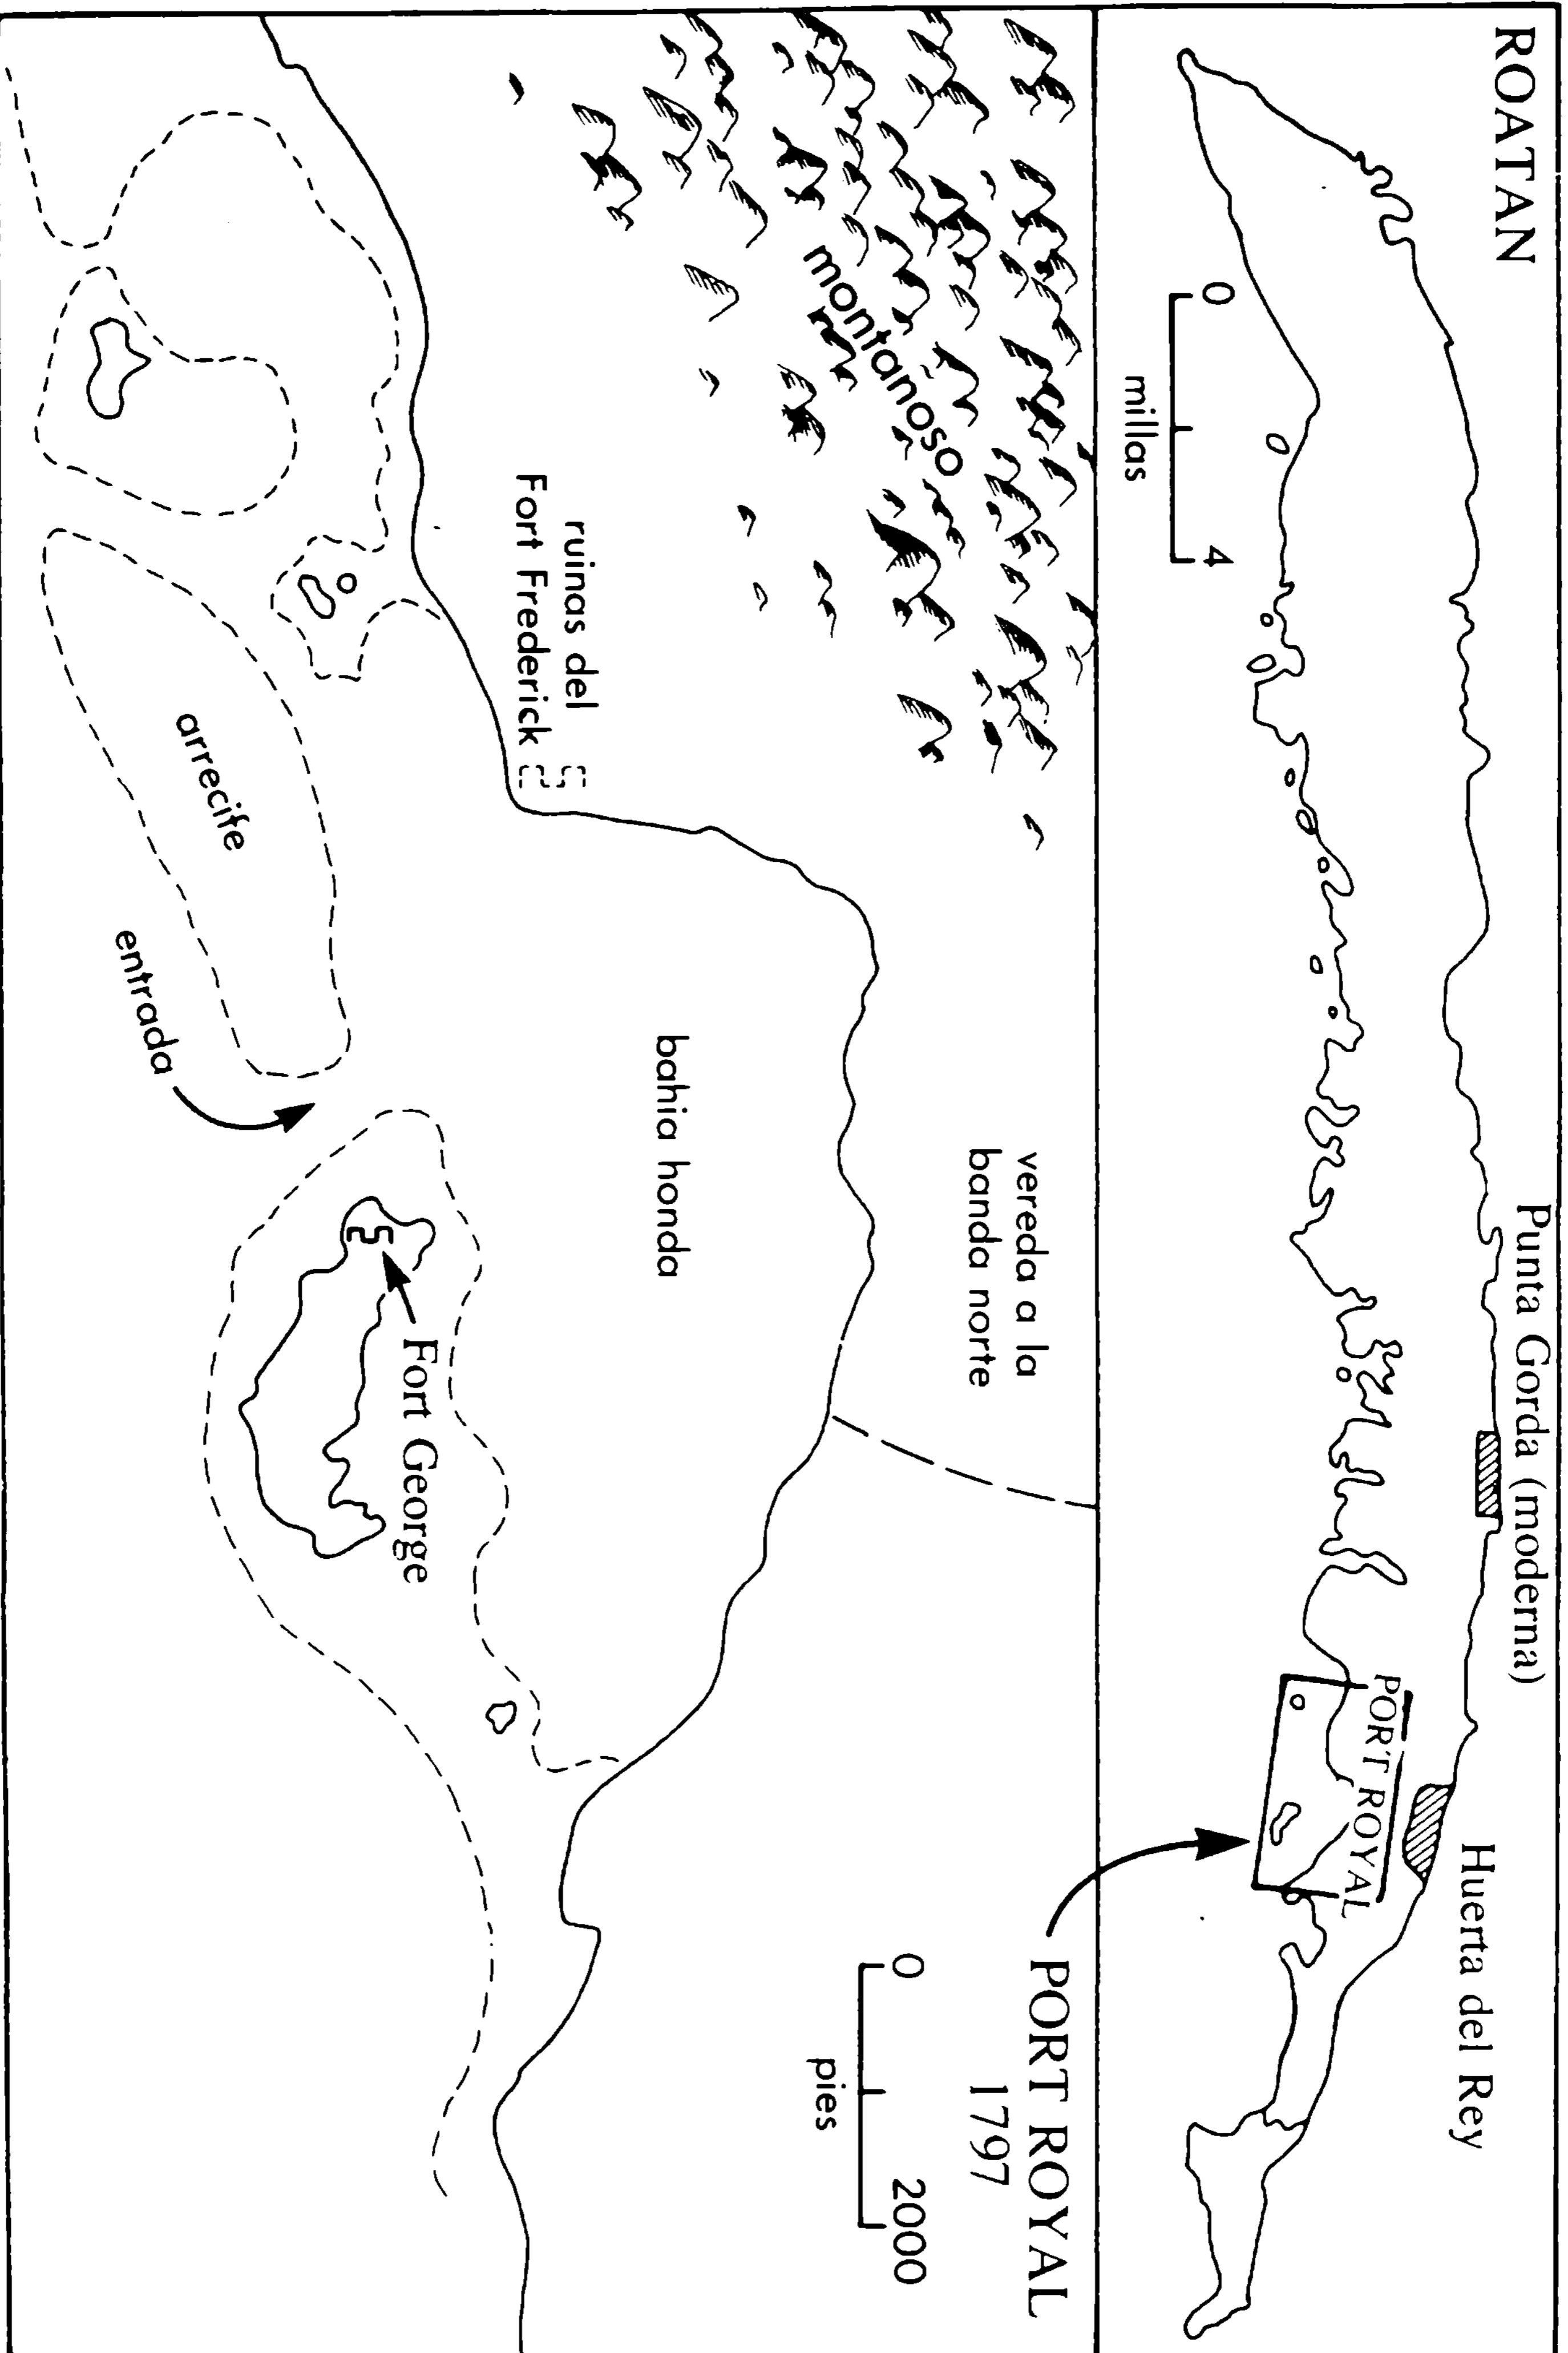 ROATAN
Punta Gorda (moderna)
Huerta del Rey
PORT ROYAL
0 4
millas
PORT ROYAL
1797
0 2000
pies
montañoso
vereda a la
banda norte
ruinas del
Fort Frederick
bahia honda
Fort George
arrecife
entrada